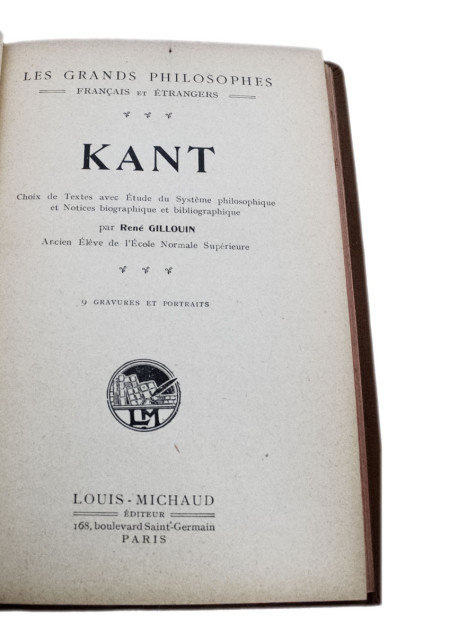 LES GRANDS PHILOSOPHES
FRANÇAIS ET ÉTRANGERS
KANT
Choix de Textes avec Étude du Système philosophique
et Notices biographique et bibliographique
par René GILLOUIN
Ancien Élève de l'École Normale Supérieure
9 GRAVURES ET PORTRAITS
LM
LOUIS-MICHAUD
ÉDITEUR
168, boulevard Saint-Germain
PARIS